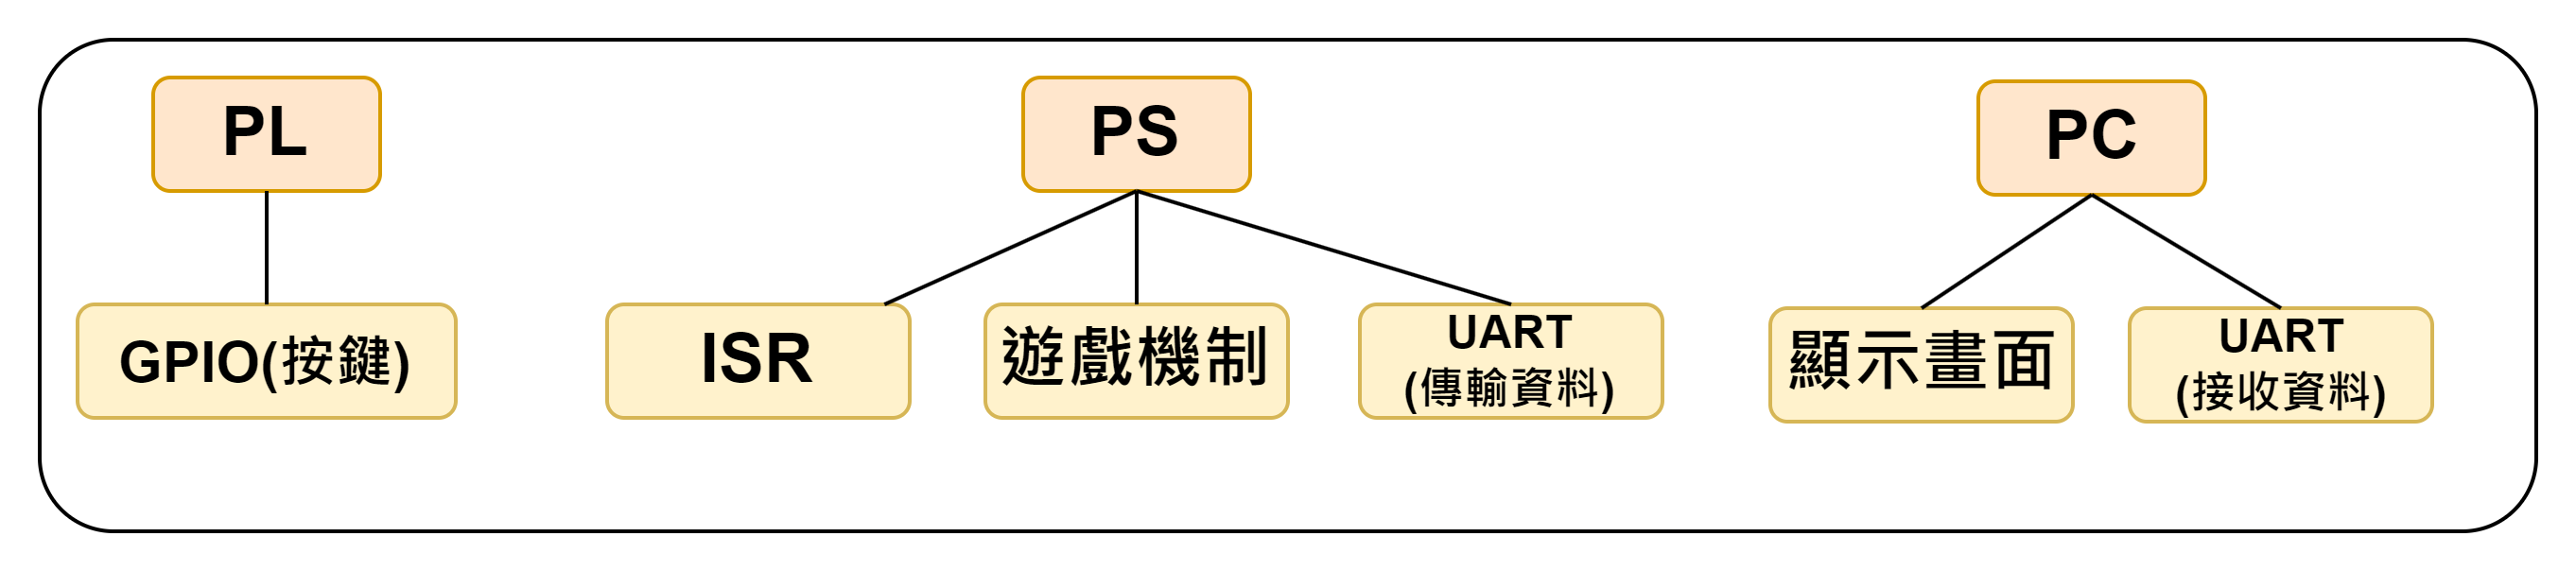 PL
PS
PC
GPIO(按鍵)
ISR
遊戲機制
UART
(傳輸資料)
顯示畫面
UART
(接收資料)